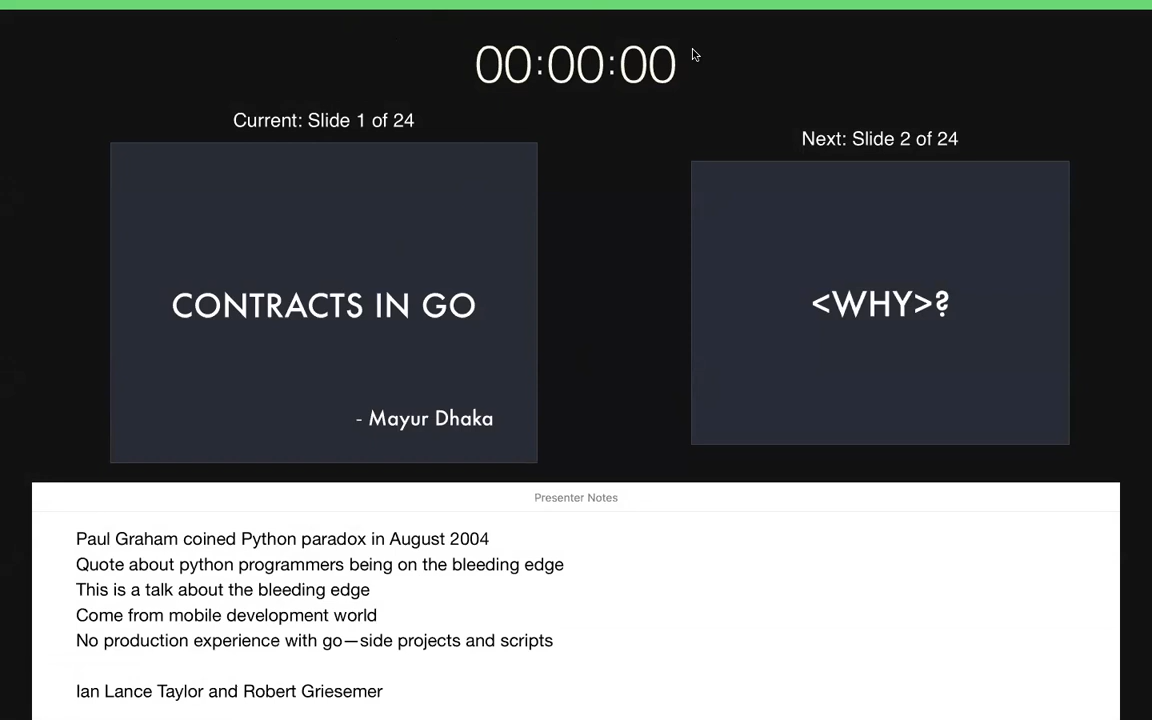 00:00:00
Current: Slide 1 of 24
Next: Slide 2 of 24
CONTRACTS IN GO
- Mayur Dhaka
<WHY>?
Presenter Notes
Paul Graham coined Python paradox in August 2004
Quote about python programmers being on the bleeding edge
This is a talk about the bleeding edge
Come from mobile development world
No production experience with go—side projects and scripts
Ian Lance Taylor and Robert Griesemer